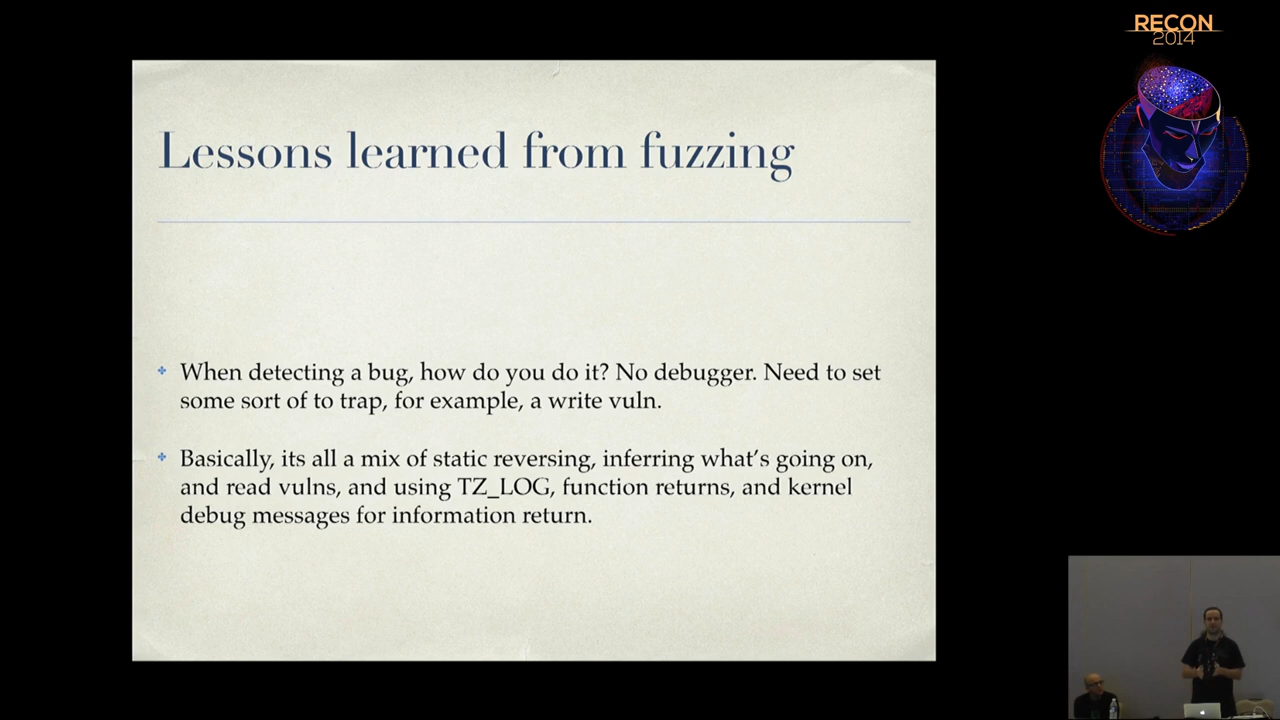 RECON
2014
Lessons learned from fuzzing
When detecting a bug, how do you do it? No debugger. Need to set
some sort of to trap, for example, a write vuln.
Basically, its all a mix of static reversing, inferring what's going on,
and read vulns, and using TZ_LOG, function returns, and kernel
debug messages for information return.